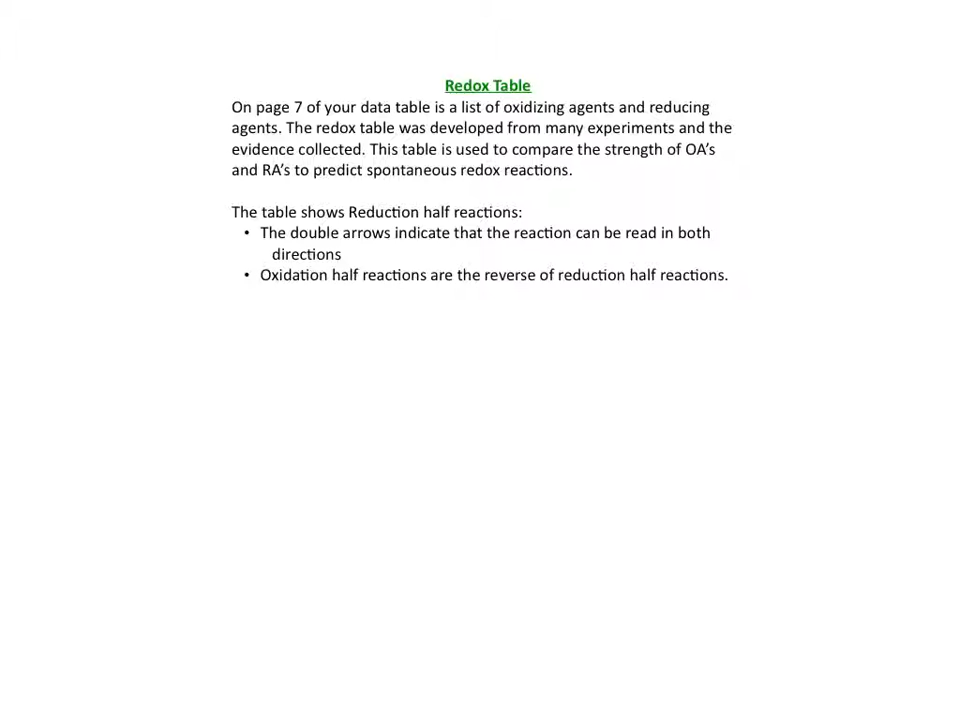 Redox Table
On page 7 of your data table is a list of oxidizing agents and reducing
agents. The redox table was developed from many experiments and the
evidence collected. This table is used to compare the strength of OA’s
and RA’s to predict spontaneous redox reactions.
The table shows Reduction half reactions:
• The double arrows indicate that the reaction can be read in both
directions
• Oxidation half reactions are the reverse of reduction half reactions.